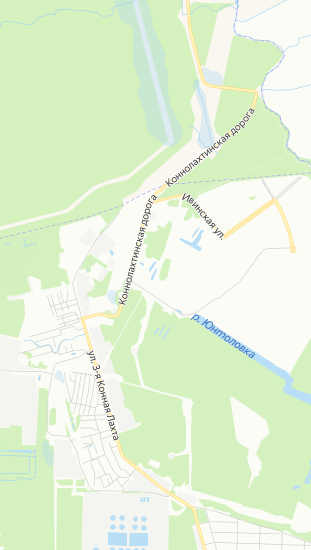 Коннолахтинская дорога
Ивинская ул.
Коннолахтинская дорога
р. Юнтоловка
ул. 3-я Конная Лахта